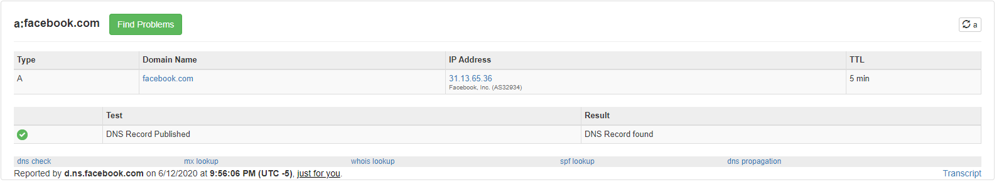 a:facebook.com Find Problems a
Type Domain Name IP Address TTL
A facebook.com 31.13.65.36 5 min
Facebook, Inc. (AS32934)
Test Result
DNS Record Published DNS Record found
dns check mx lookup whois lookup spf lookup dns propagation
Reported by d.ns.facebook.com on 6/12/2020 at 9:56:06 PM (UTC -5), just for you. Transcript